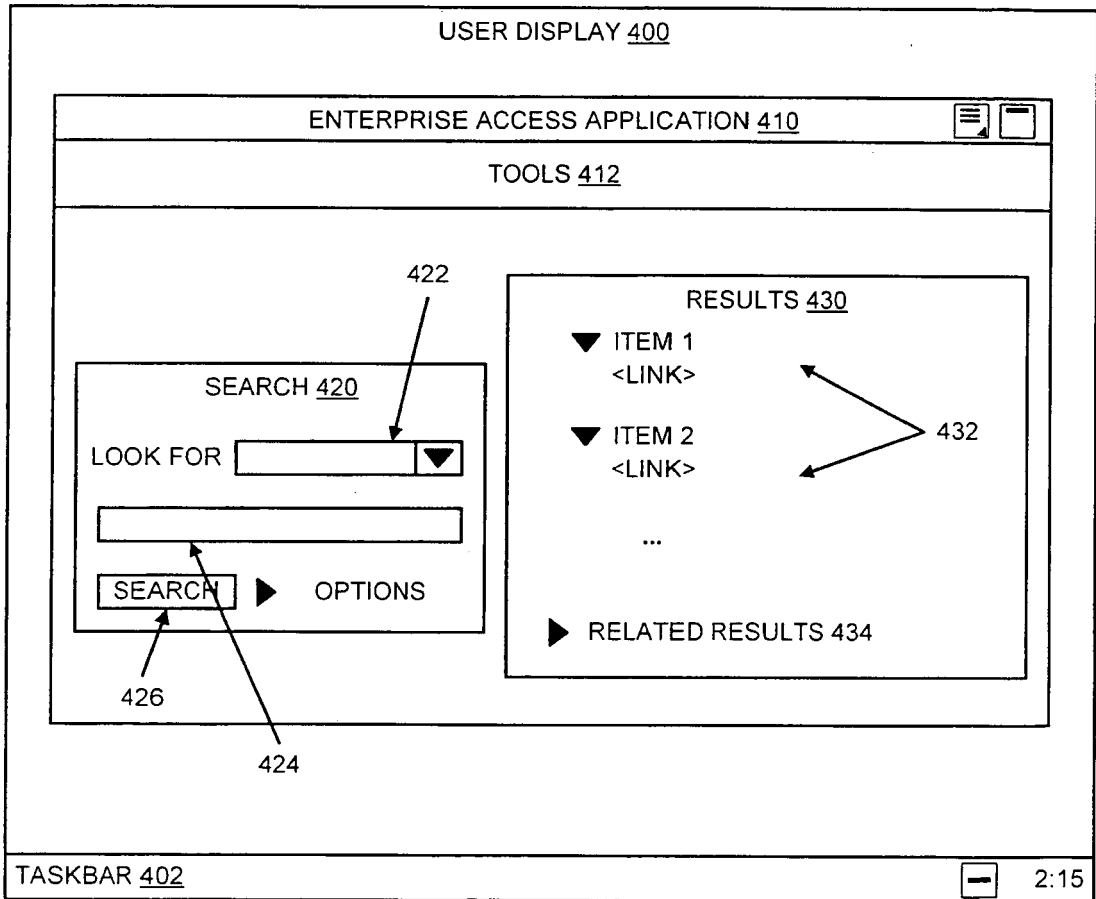 USER DISPLAY 400
ENTERPRISE ACCESS APPLICATION 410
TOOLS 412
422
SEARCH 420
LOOK FOR
SEARCH
OPTIONS
426
424
RESULTS 430
ITEM 1
<LINK>
ITEM 2
<LINK>
...
432
RELATED RESULTS 434
TASKBAR 402
2:15